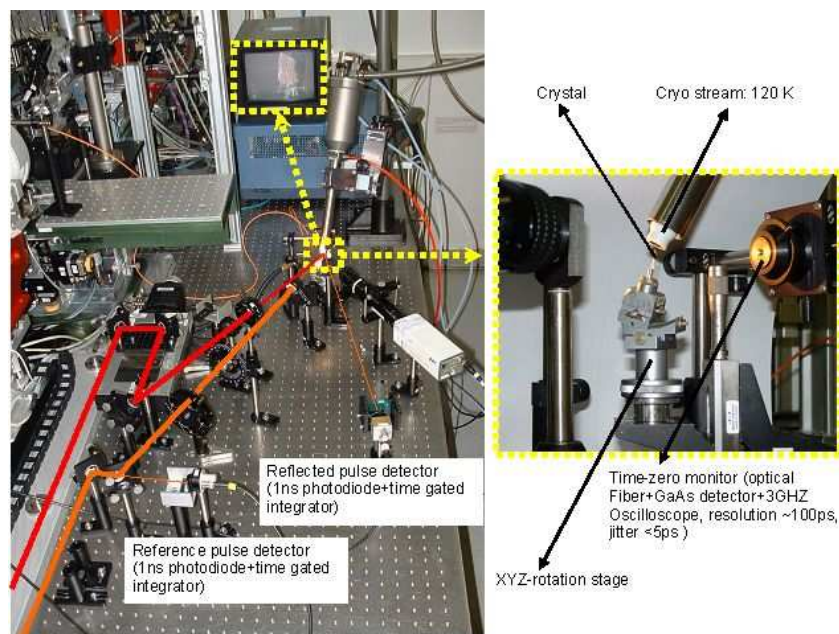 Crystal
Cryo stream: 120 K
Reflected pulse detector
(1ns photodiode+time gated
integrator)
Reference pulse detector
(1ns photodiode+time gated
integrator)
Time-zero monitor (optical
Fiber+GaAs detector+3GHZ
Oscilloscope, resolution ~100ps,
jitter <5ps )
XYZ-rotation stage